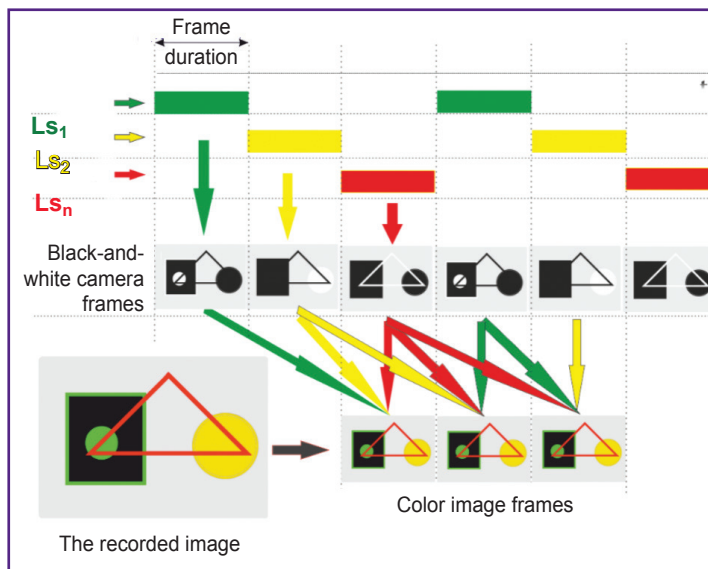 Frame
duration
Ls₁
Ls₂
Lsₙ
Black-and-
white camera
frames
Color image frames
The recorded image